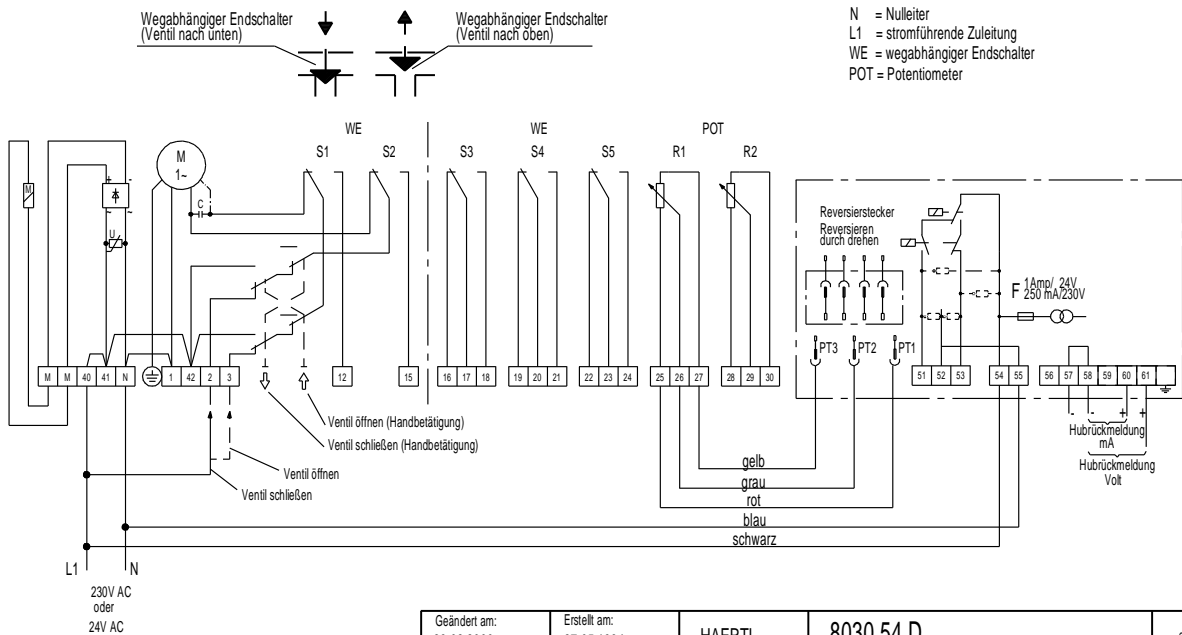 Wegabhängiger Endschalter
(Ventil nach unten)
Wegabhängiger Endschalter
(Ventil nach oben)
N = Nulleiter
L1 = stromführende Zuleitung
WE = wegabhängiger Endschalter
POT = Potentiometer
WE WE POT
S1 S2 S3 S4 S5 R1 R2
M
1~
M
+ -
~ ~
U
C
Reversierstecker
Reversieren
durch drehen
F 1Amp/ 24V
250 mA/230V
PT3 PT2 PT1
M M 40 41 N 1 42 2 3 12 15 16 17 18 19 20 21 22 23 24 25 26 27 28 29 30 51 52 53 54 55 56 57 58 59 60 61
- - + +
Hubrückmeldung
mA
Hubrückmeldung
Volt
Ventil öffnen (Handbetätigung)
Ventil schließen (Handbetätigung)
Ventil öffnen
Ventil schließen
gelb
grau
rot
blau
schwarz
L1 N
230V AC
oder
24V AC
Geändert am: Erstellt am:
HAERTL
8030.54 D